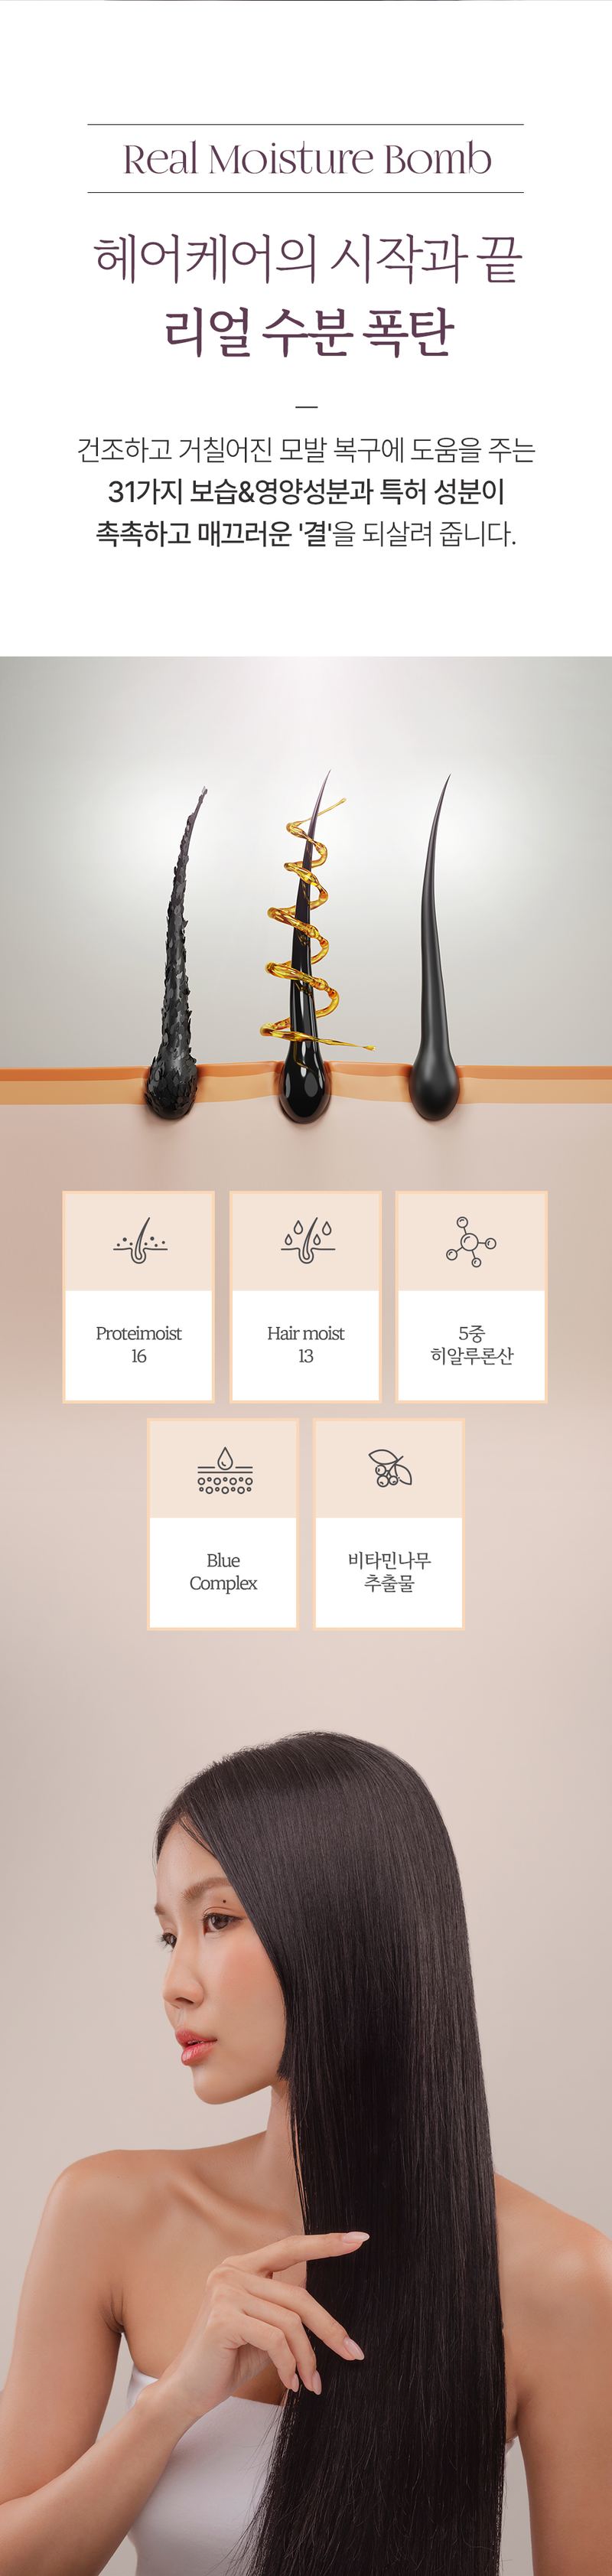 Real Moisture Bomb
헤어케어의 시작과 끝
리얼 수분 폭탄
건조하고 거칠어진 모발 복구에 도움을 주는
31가지 보습&영양성분과 특허 성분이
촉촉하고 매끄러운 '결'을 되살려 줍니다.
Proteimoist
16
Hair moist
13
5중
히알루론산
Blue
Complex
비타민나무
추출물